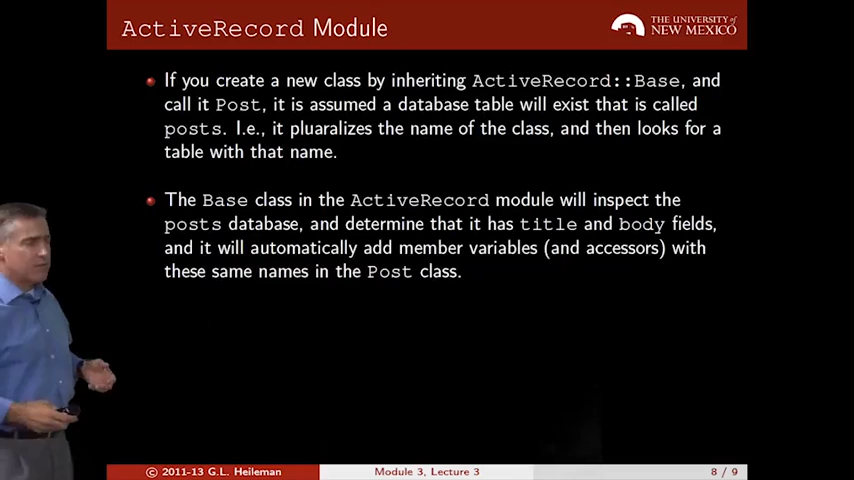 ActiveRecord Module
THE UNIVERSITY of
NEW MEXICO
If you create a new class by inheriting ActiveRecord::Base, and
call it Post, it is assumed a database table will exist that is called
posts. I.e., it pluaralizes the name of the class, and then looks for a
table with that name.
The Base class in the ActiveRecord module will inspect the
posts database, and determine that it has title and body fields,
and it will automatically add member variables (and accessors) with
these same names in the Post class.
© 2011-13 G.L. Heileman
Module 3, Lecture 3
8 / 9